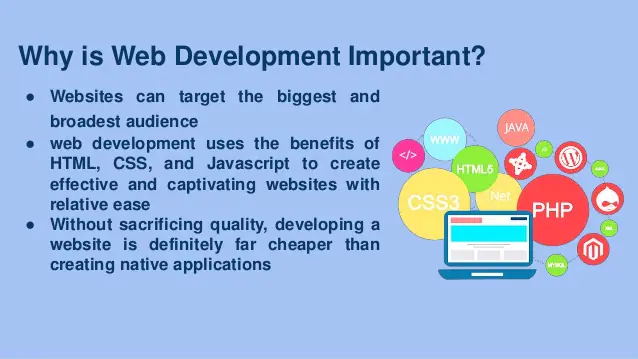 Why is Web Development Important?
● Websites can target the biggest and
broadest audience
● web development uses the benefits of
HTML, CSS, and Javascript to create
effective and captivating websites with
relative ease
● Without sacrificing quality, developing a
website is definitely far cheaper than
creating native applications
JAVA
WWW
</>
HTML5
CSS3
Net
PHP
MYSQL